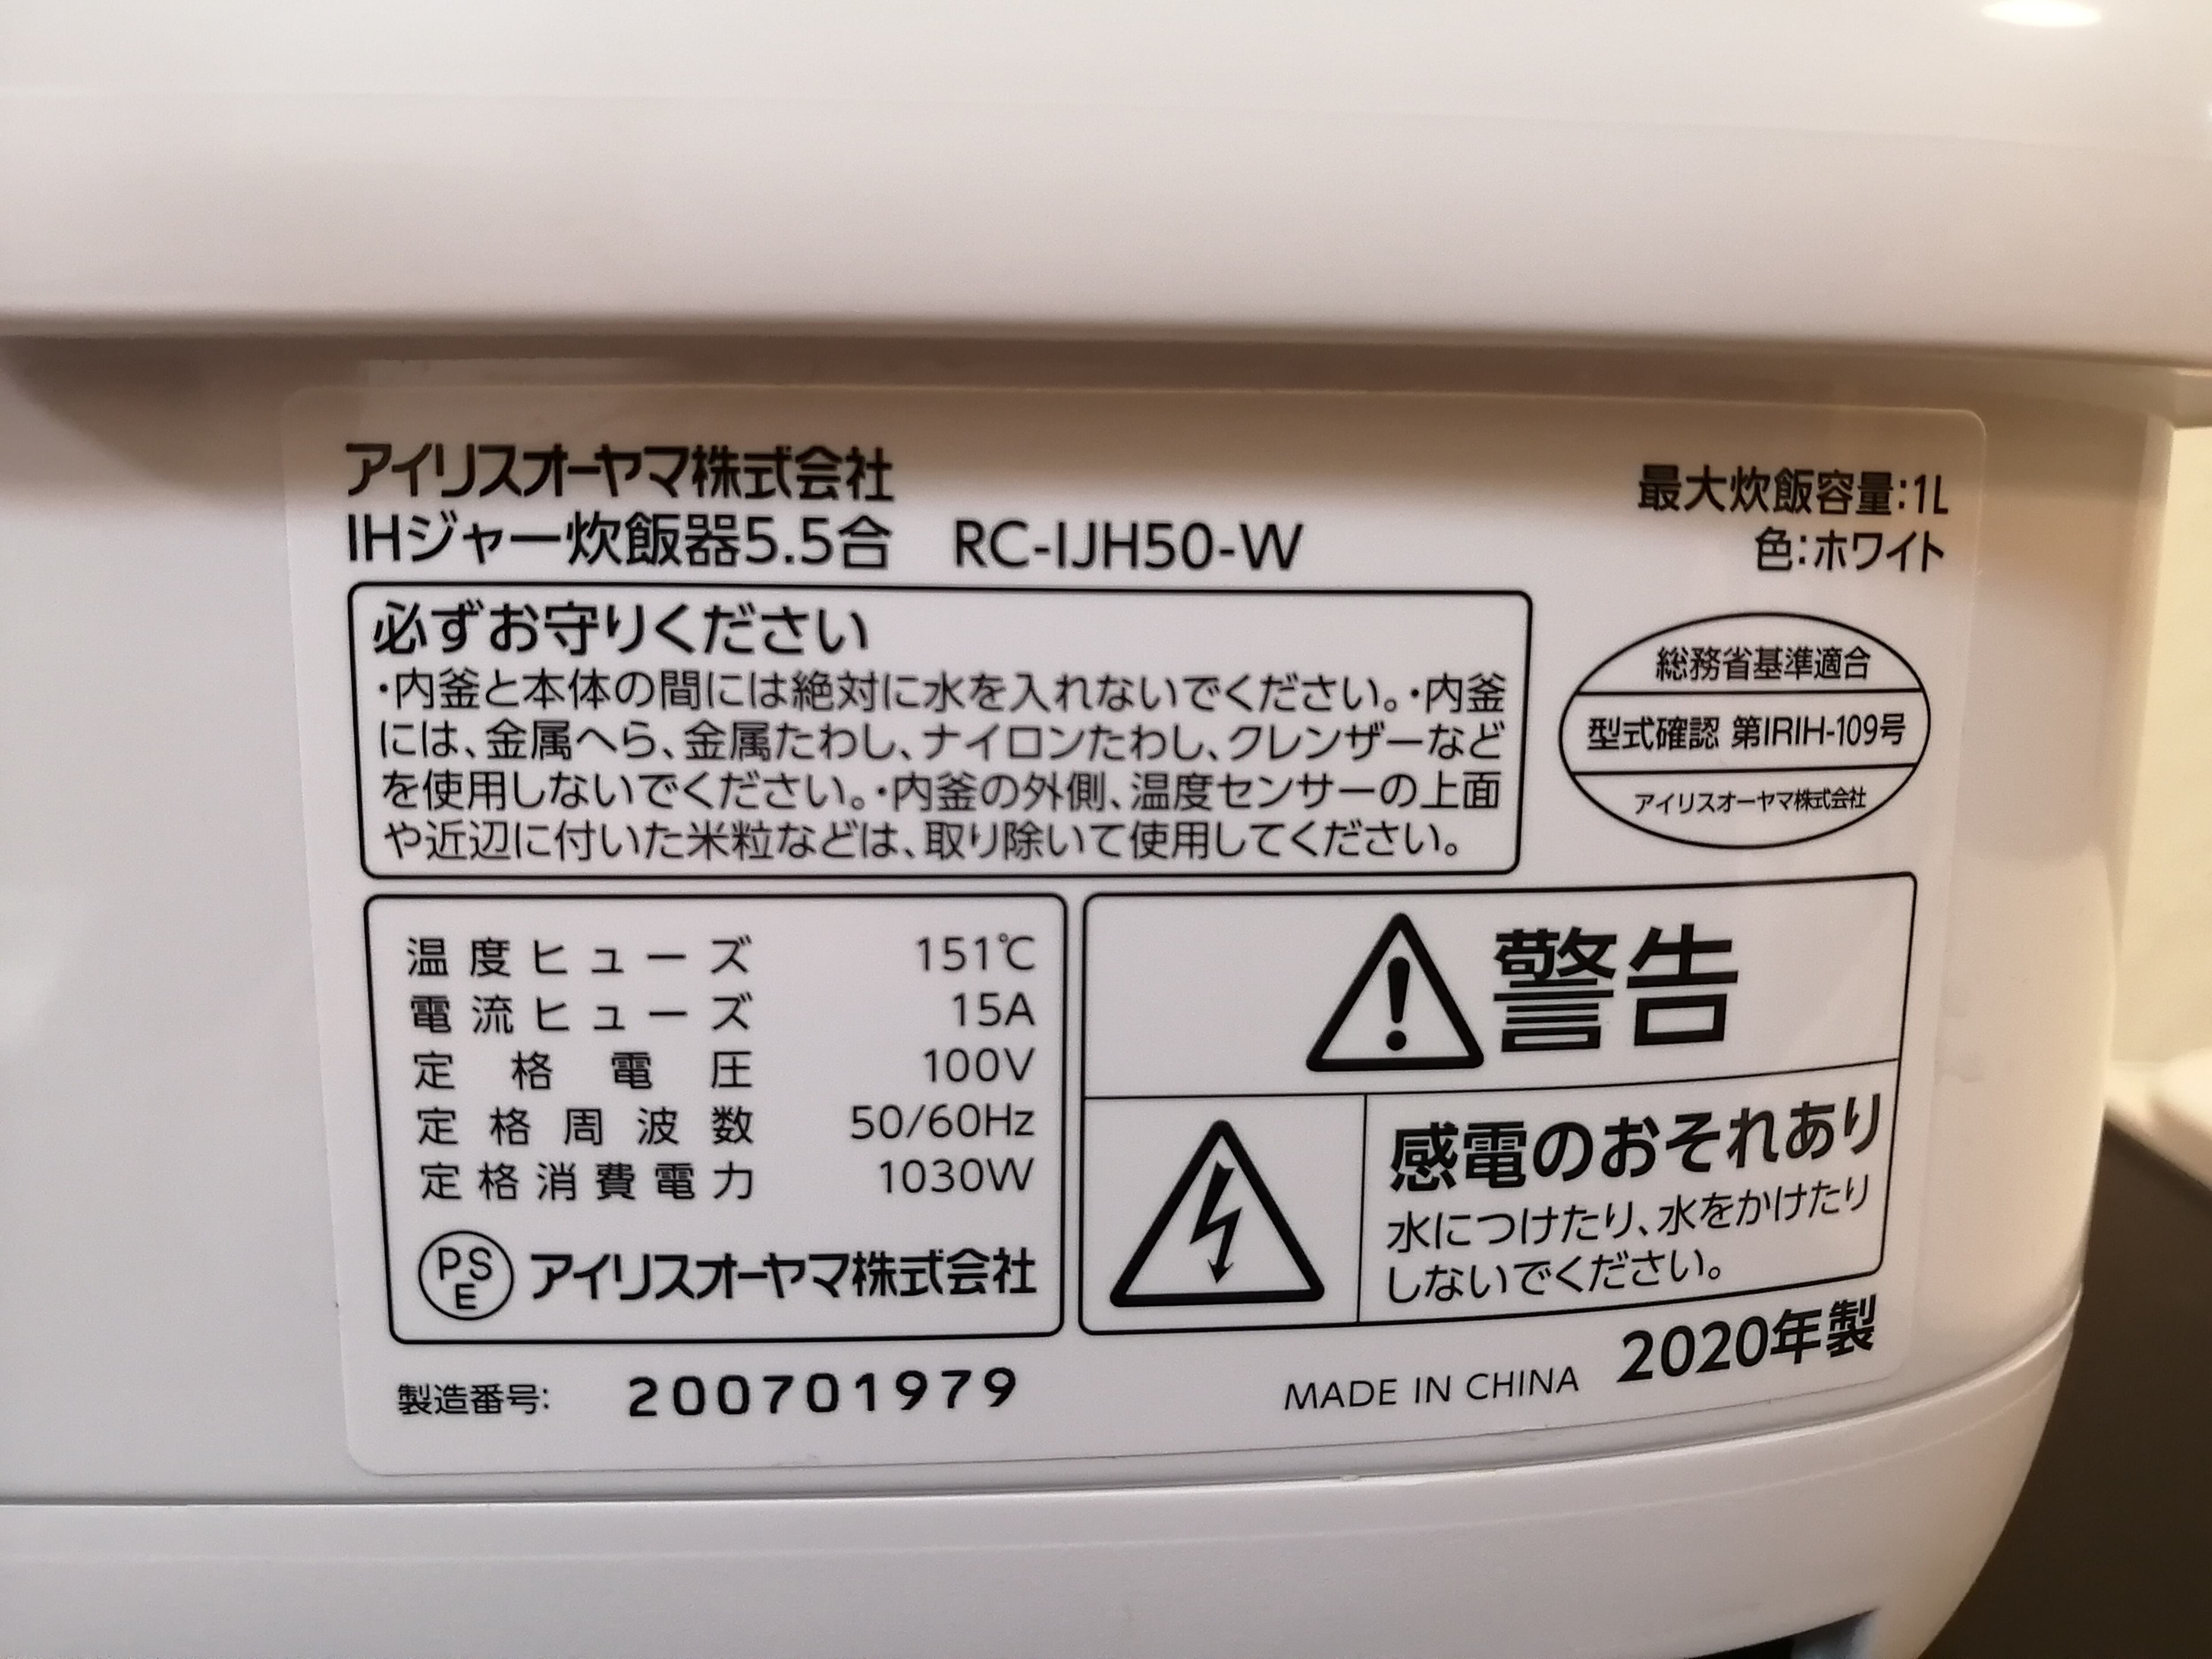 アイリスオーヤマ株式会社
IHジャー炊飯器5.5合 RC-IJH50-W
最大炊飯容量:1L
色:ホワイト
必ずお守りください
・内釜と本体の間には絶対に水を入れないでください。・内釜
には、金属へら、金属たわし、ナイロンたわし、クレンザーなど
を使用しないでください。・内釜の外側、温度センサーの上面
や近辺に付いた米粒などは、取り除いて使用してください。
総務省基準適合
型式確認 第IRIH-109号
アイリスオーヤマ株式会社
温度ヒューズ 151℃
電流ヒューズ 15A
定格電圧 100V
定格周波数 50/60Hz
定格消費電力 1030W
PSE アイリスオーヤマ株式会社
警告
感電のおそれあり
水につけたり、水をかけたり
しないでください。
製造番号: 200701979
MADE IN CHINA 2020年製